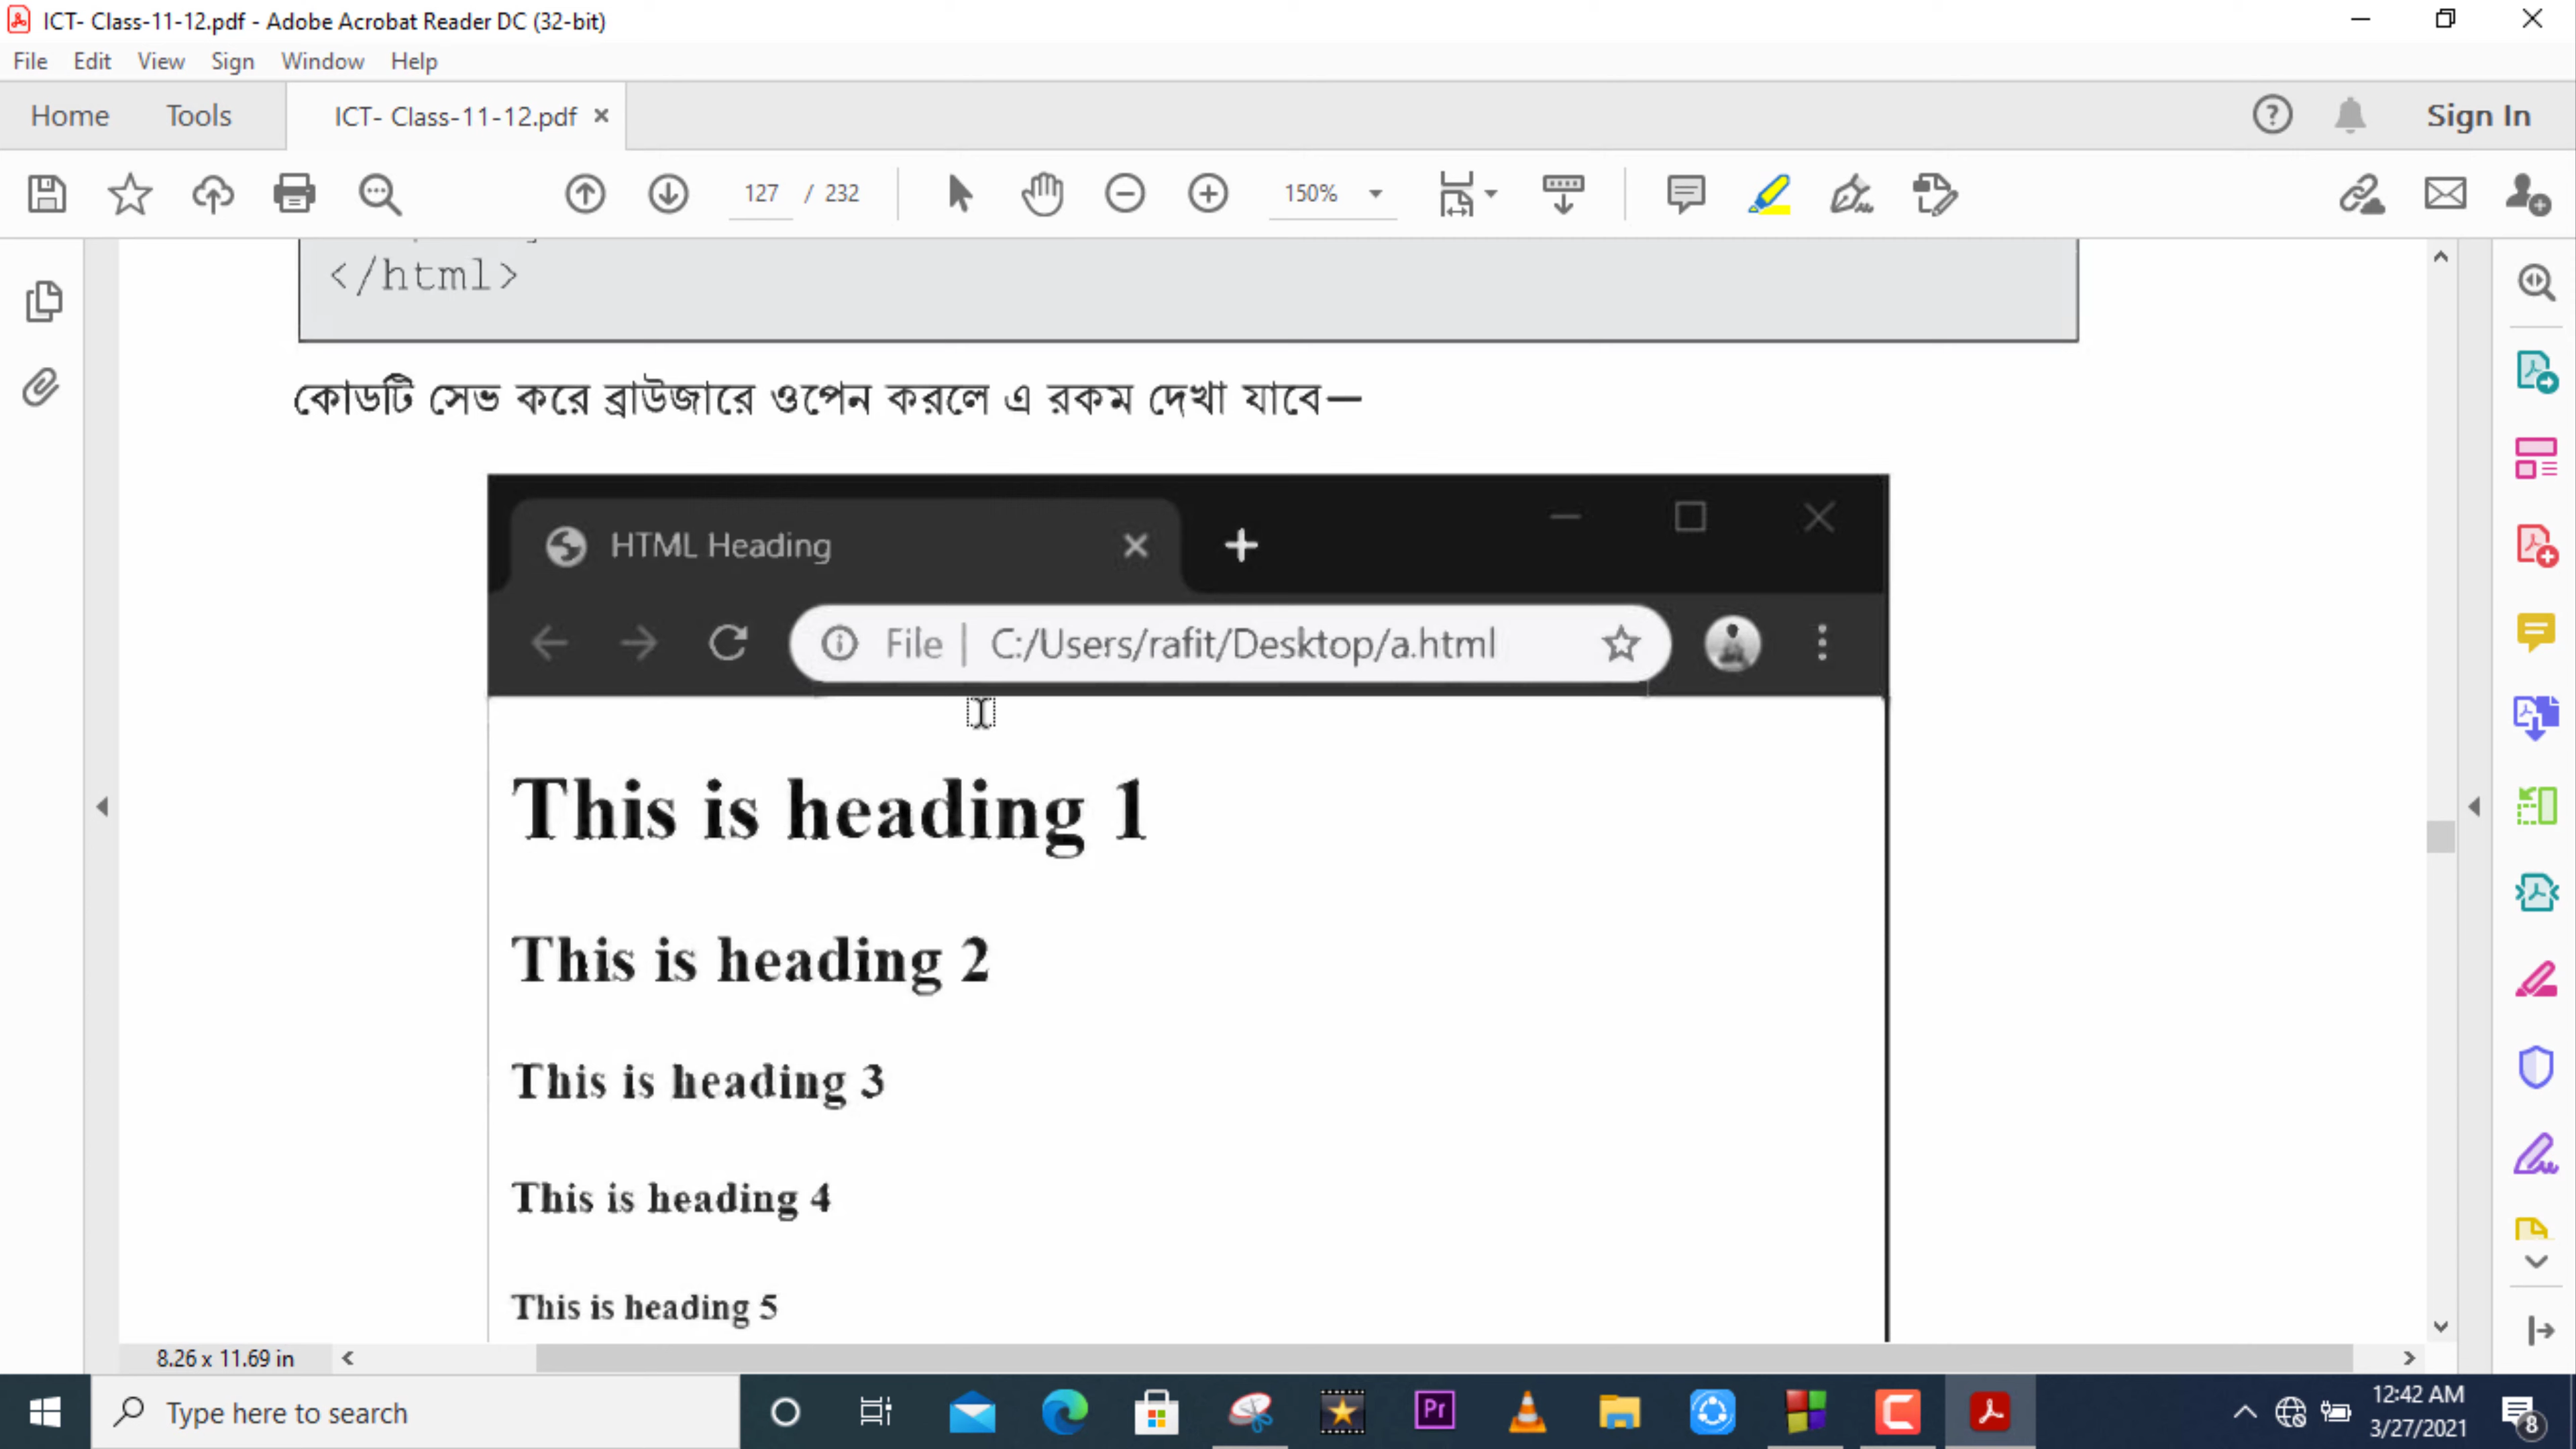 ICT- Class-11-12.pdf - Adobe Acrobat Reader DC (32-bit)
File Edit View Sign Window Help
Home Tools ICT- Class-11-12.pdf Sign In
127 / 232 150%
</html>
কোডটি সেভ করে ব্রাউজারে ওপেন করলে এ রকম দেখা যাবে—
HTML Heading
File | C:/Users/rafit/Desktop/a.html
This is heading 1
This is heading 2
This is heading 3
This is heading 4
This is heading 5
8.26 x 11.69 in
Type here to search
Pr
12:42 AM
3/27/2021
8